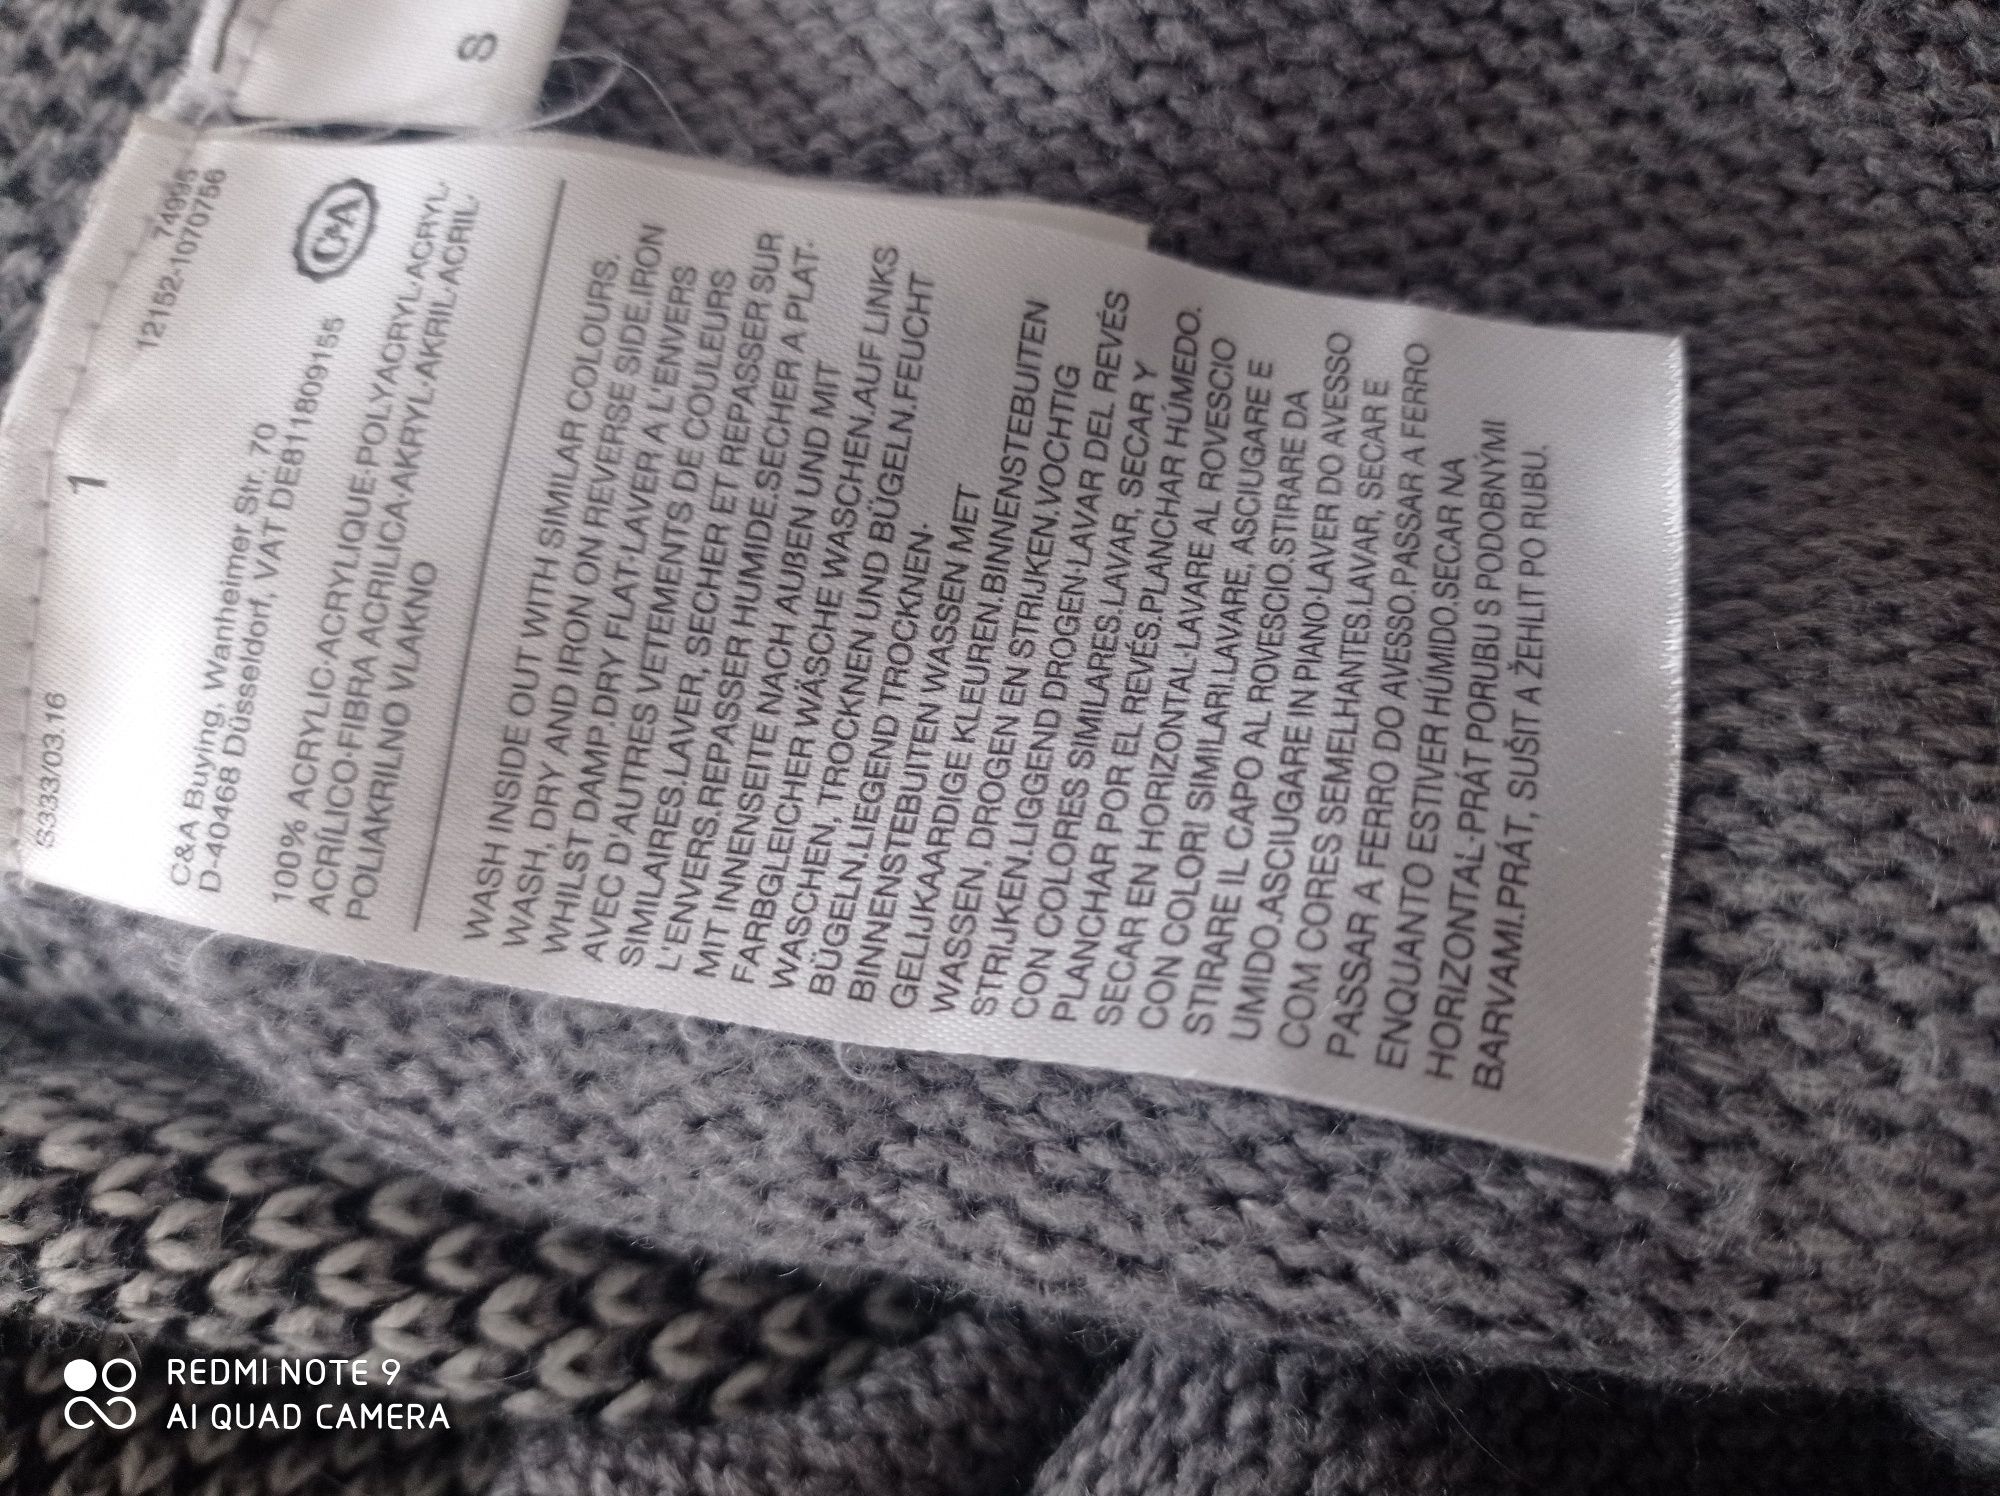 S
S333/03.16
1
74995
12152-1070756
C&A Buying, Wanheimer Str. 70
D-40468 Düsseldorf, VAT DE811809155
C&A
100% ACRYLIC·ACRYLIQUE·POLYACRYL·ACRYL·
ACRÍLICO·FIBRA ACRILICA·AKRYL·AKRIL·ACRIL·
POLIAKRILNO VLAKNO
WASH INSIDE OUT WITH SIMILAR COLOURS.
WASH, DRY AND IRON ON REVERSE SIDE.IRON
WHILST DAMP.DRY FLAT·LAVER A L'ENVERS
AVEC D'AUTRES VETEMENTS DE COULEURS
SIMILAIRES.LAVER, SECHER ET REPASSER SUR
L'ENVERS.REPASSER HUMIDE.SECHER A PLAT·
MIT INNENSEITE NACH AUßEN UND MIT
FARBGLEICHER WÄSCHE WASCHEN.AUF LINKS
WASCHEN, TROCKNEN UND BÜGELN.FEUCHT
BÜGELN.LIEGEND TROCKNEN·
BINNENSTEBUITEN WASSEN MET
GELIJKAARDIGE KLEUREN.BINNENSTEBUITEN
WASSEN, DROGEN EN STRIJKEN.VOCHTIG
STRIJKEN.LIGGEND DROGEN·LAVAR DEL REVÉS
CON COLORES SIMILARES.LAVAR, SECAR Y
PLANCHAR POR EL REVÉS.PLANCHAR HÚMEDO.
SECAR EN HORIZONTAL·LAVARE AL ROVESCIO
CON COLORI SIMILARI.LAVARE, ASCIUGARE E
STIRARE IL CAPO AL ROVESCIO.STIRARE DA
UMIDO.ASCIUGARE IN PIANO·LAVER DO AVESSO
COM CORES SEMELHANTES.LAVAR, SECAR E
PASSAR A FERRO DO AVESSO.PASSAR A FERRO
ENQUANTO ESTIVER HÚMIDO.SECAR NA
HORIZONTAL·PRÁT PORUBU S PODOBNÝMI
BARVAMI.PRÁT, SUŠIT A ŽEHLIT PO RUBU.
REDMI NOTE 9
AI QUAD CAMERA